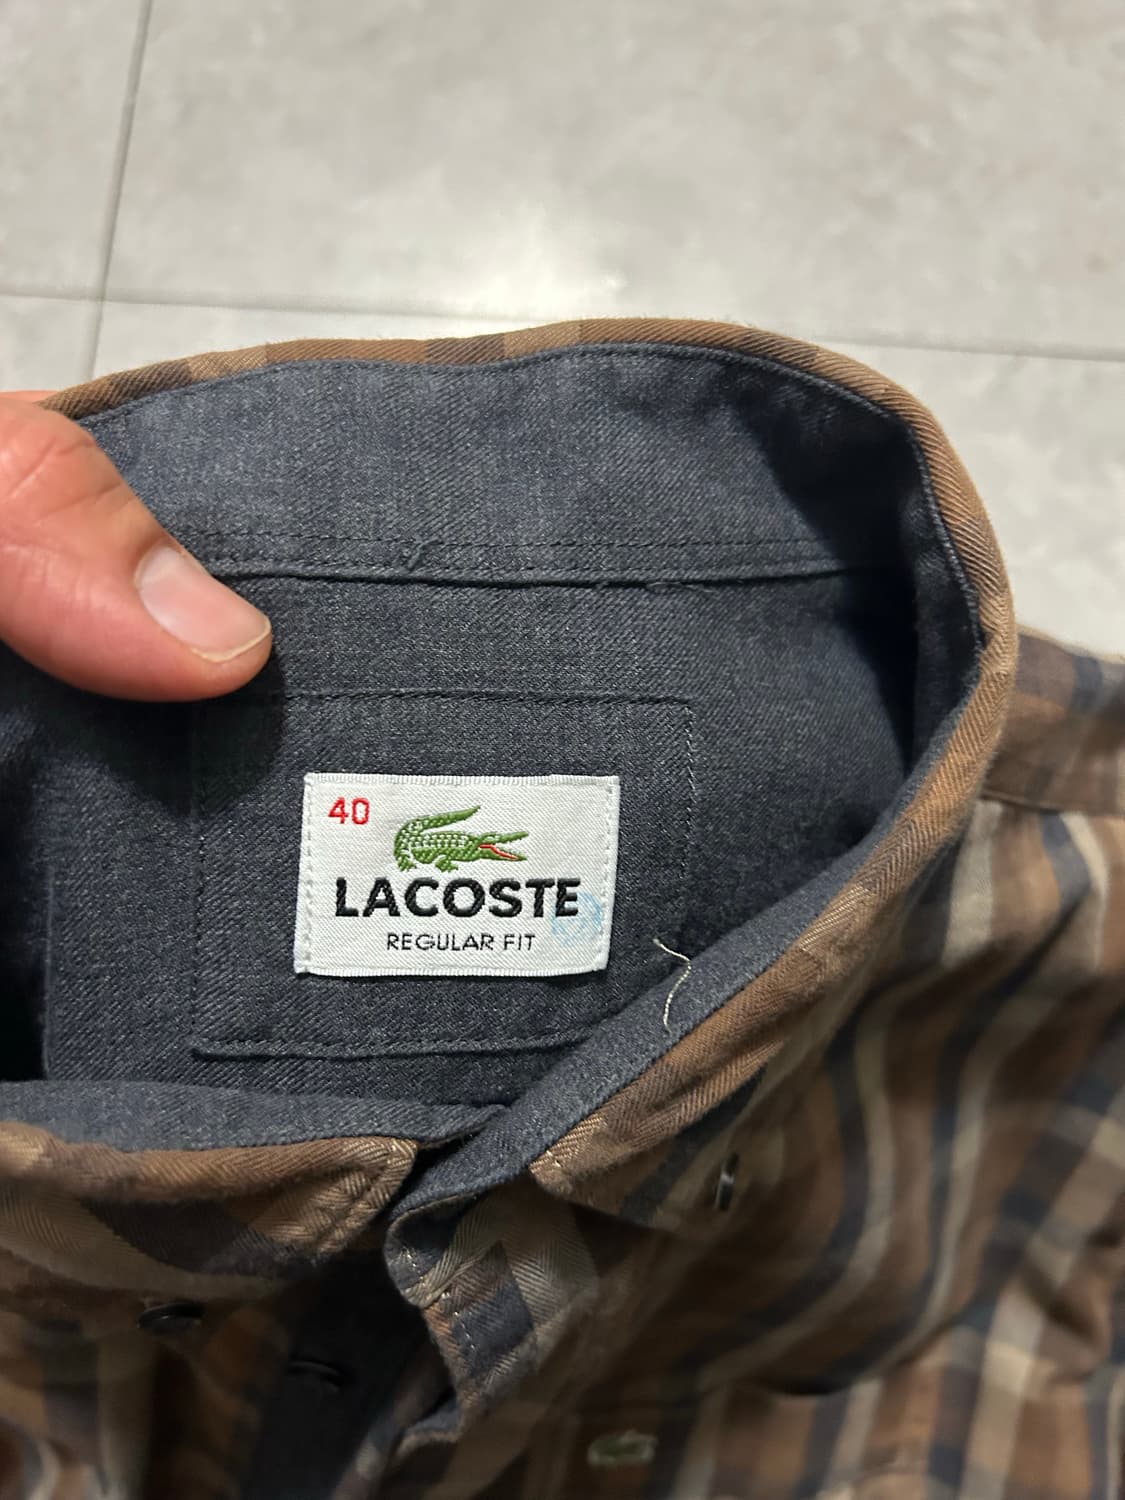 40
LACOSTE
REGULAR FIT